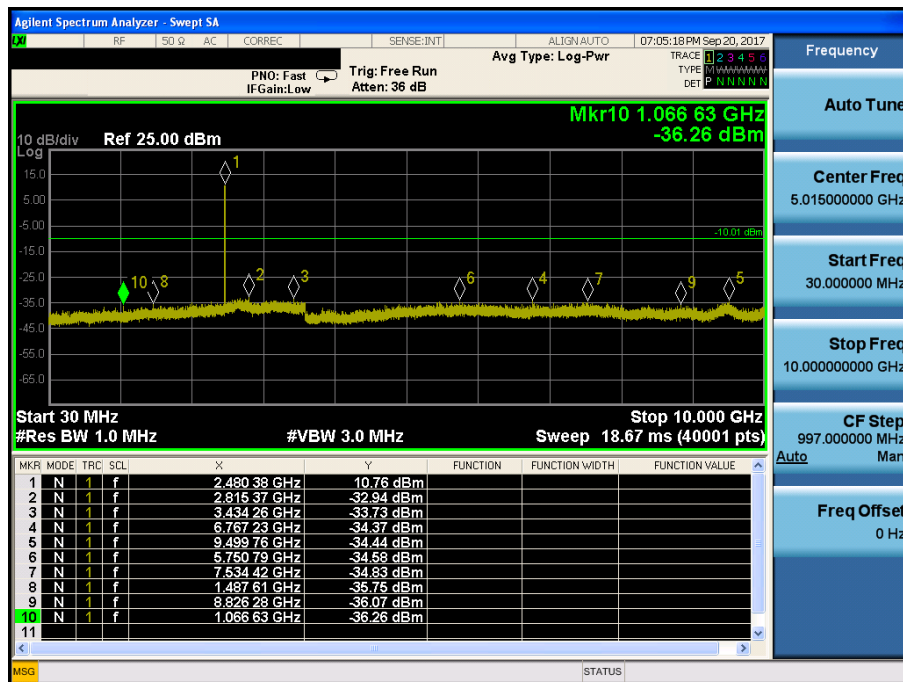 Agilent Spectrum Analyzer - Swept SA
LXI RF 50 Ω AC CORREC SENSE:INT ALIGN AUTO 07:05:18 PM Sep 20, 2017
PNO: Fast
IFGain:Low
Trig: Free Run
Atten: 36 dB
Avg Type: Log-Pwr
TRACE 1 2 3 4 5 6
TYPE M W W W W W
DET P N N N N N
Mkr10 1.066 63 GHz
-36.26 dBm
10 dB/div Ref 25.00 dBm
Log
15.0
5.00
-5.00
-15.0
-25.0
-35.0
-45.0
-55.0
-65.0
-10.01 dBm
1
10 8 2 3 6 4 7 9 5
Start 30 MHz Stop 10.000 GHz
#Res BW 1.0 MHz #VBW 3.0 MHz Sweep 18.67 ms (40001 pts)
MKR MODE TRC SCL X Y FUNCTION FUNCTION WIDTH FUNCTION VALUE
1 N 1 f 2.480 38 GHz 10.76 dBm
2 N 1 f 2.815 37 GHz -32.94 dBm
3 N 1 f 3.434 26 GHz -33.73 dBm
4 N 1 f 6.767 23 GHz -34.37 dBm
5 N 1 f 9.499 76 GHz -34.44 dBm
6 N 1 f 5.750 79 GHz -34.58 dBm
7 N 1 f 7.534 42 GHz -34.83 dBm
8 N 1 f 1.487 61 GHz -35.75 dBm
9 N 1 f 8.826 28 GHz -36.07 dBm
10 N 1 f 1.066 63 GHz -36.26 dBm
11
MSG STATUS
Frequency
Auto Tune
Center Freq
5.015000000 GHz
Start Freq
30.000000 MHz
Stop Freq
10.000000000 GHz
CF Step
997.000000 MHz
Auto Man
Freq Offset
0 Hz